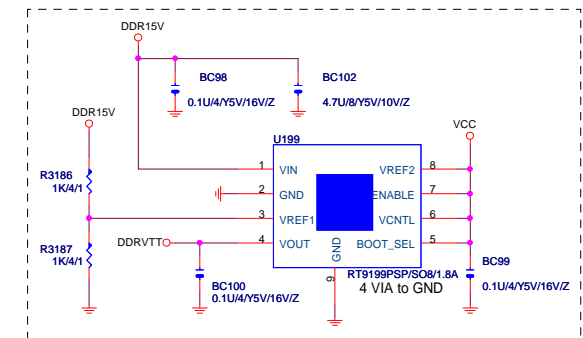 DDR15V
BC98
0.1U/4/Y5V/16V/Z
BC102
4.7U/8/Y5V/10V/Z
DDR15V
VCC
U199
R3186
1K/4/1
1 VIN
VREF2 8
2 GND
ENABLE 7
3 VREF1
VCNTL 6
R3187
1K/4/1
DDRVTT
4 VOUT
BOOT_SEL 5
GND
9
RT9199PSP/SO8/1.8A
4 VIA to GND
BC100
0.1U/4/Y5V/16V/Z
BC99
0.1U/4/Y5V/16V/Z